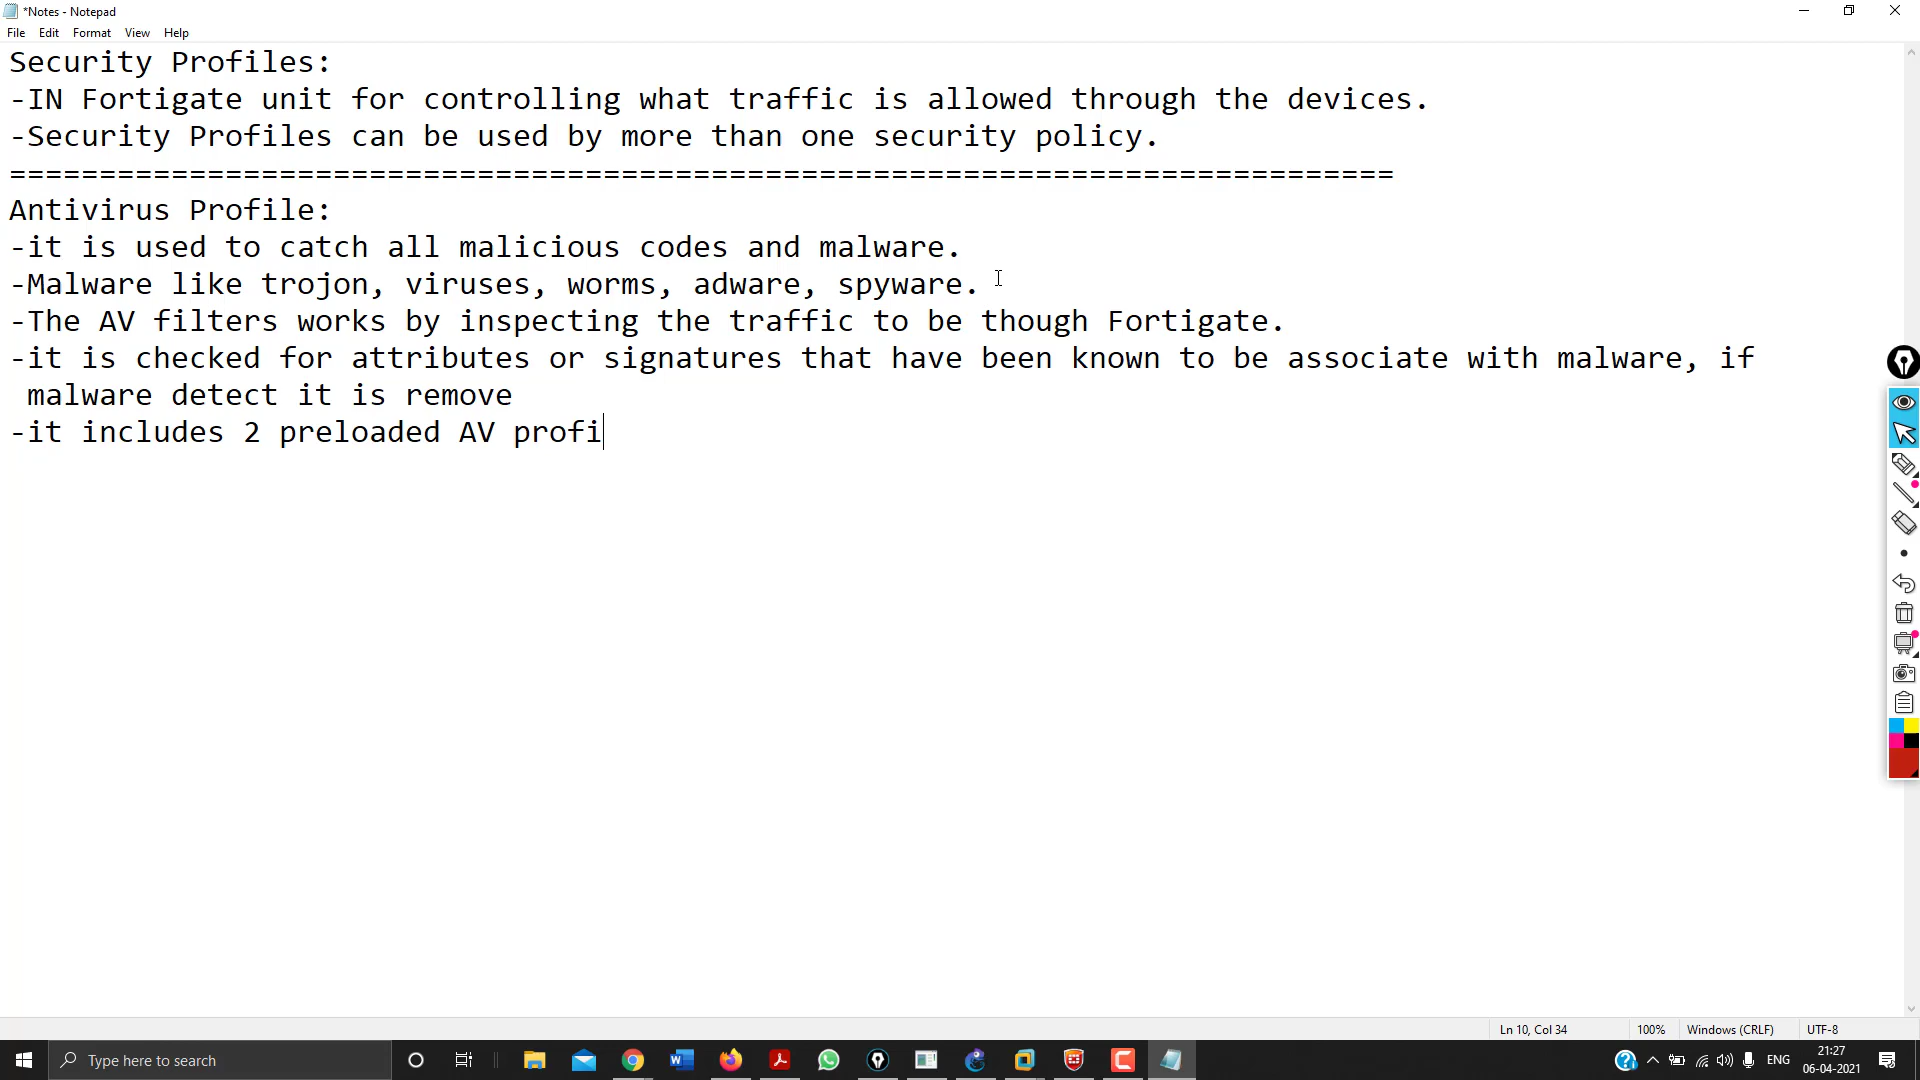 *Notes - Notepad
File Edit Format View Help
Security Profiles:
-IN Fortigate unit for controlling what traffic is allowed through the devices.
-Security Profiles can be used by more than one security policy.
=============================================================================
Antivirus Profile:
-it is used to catch all malicious codes and malware.
-Malware like trojon, viruses, worms, adware, spyware.
-The AV filters works by inspecting the traffic to be though Fortigate.
-it is checked for attributes or signatures that have been known to be associate with malware, if
malware detect it is remove
-it includes 2 preloaded AV profi
Ln 10, Col 34 100% Windows (CRLF) UTF-8
Type here to search
ENG
21:27
06-04-2021